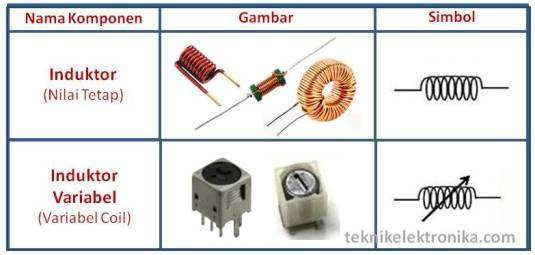 Nama Komponen
Gambar
Simbol
Induktor
(Nilai Tetap)
Induktor
Variabel
(Variabel Coil)
teknikelektronika.com